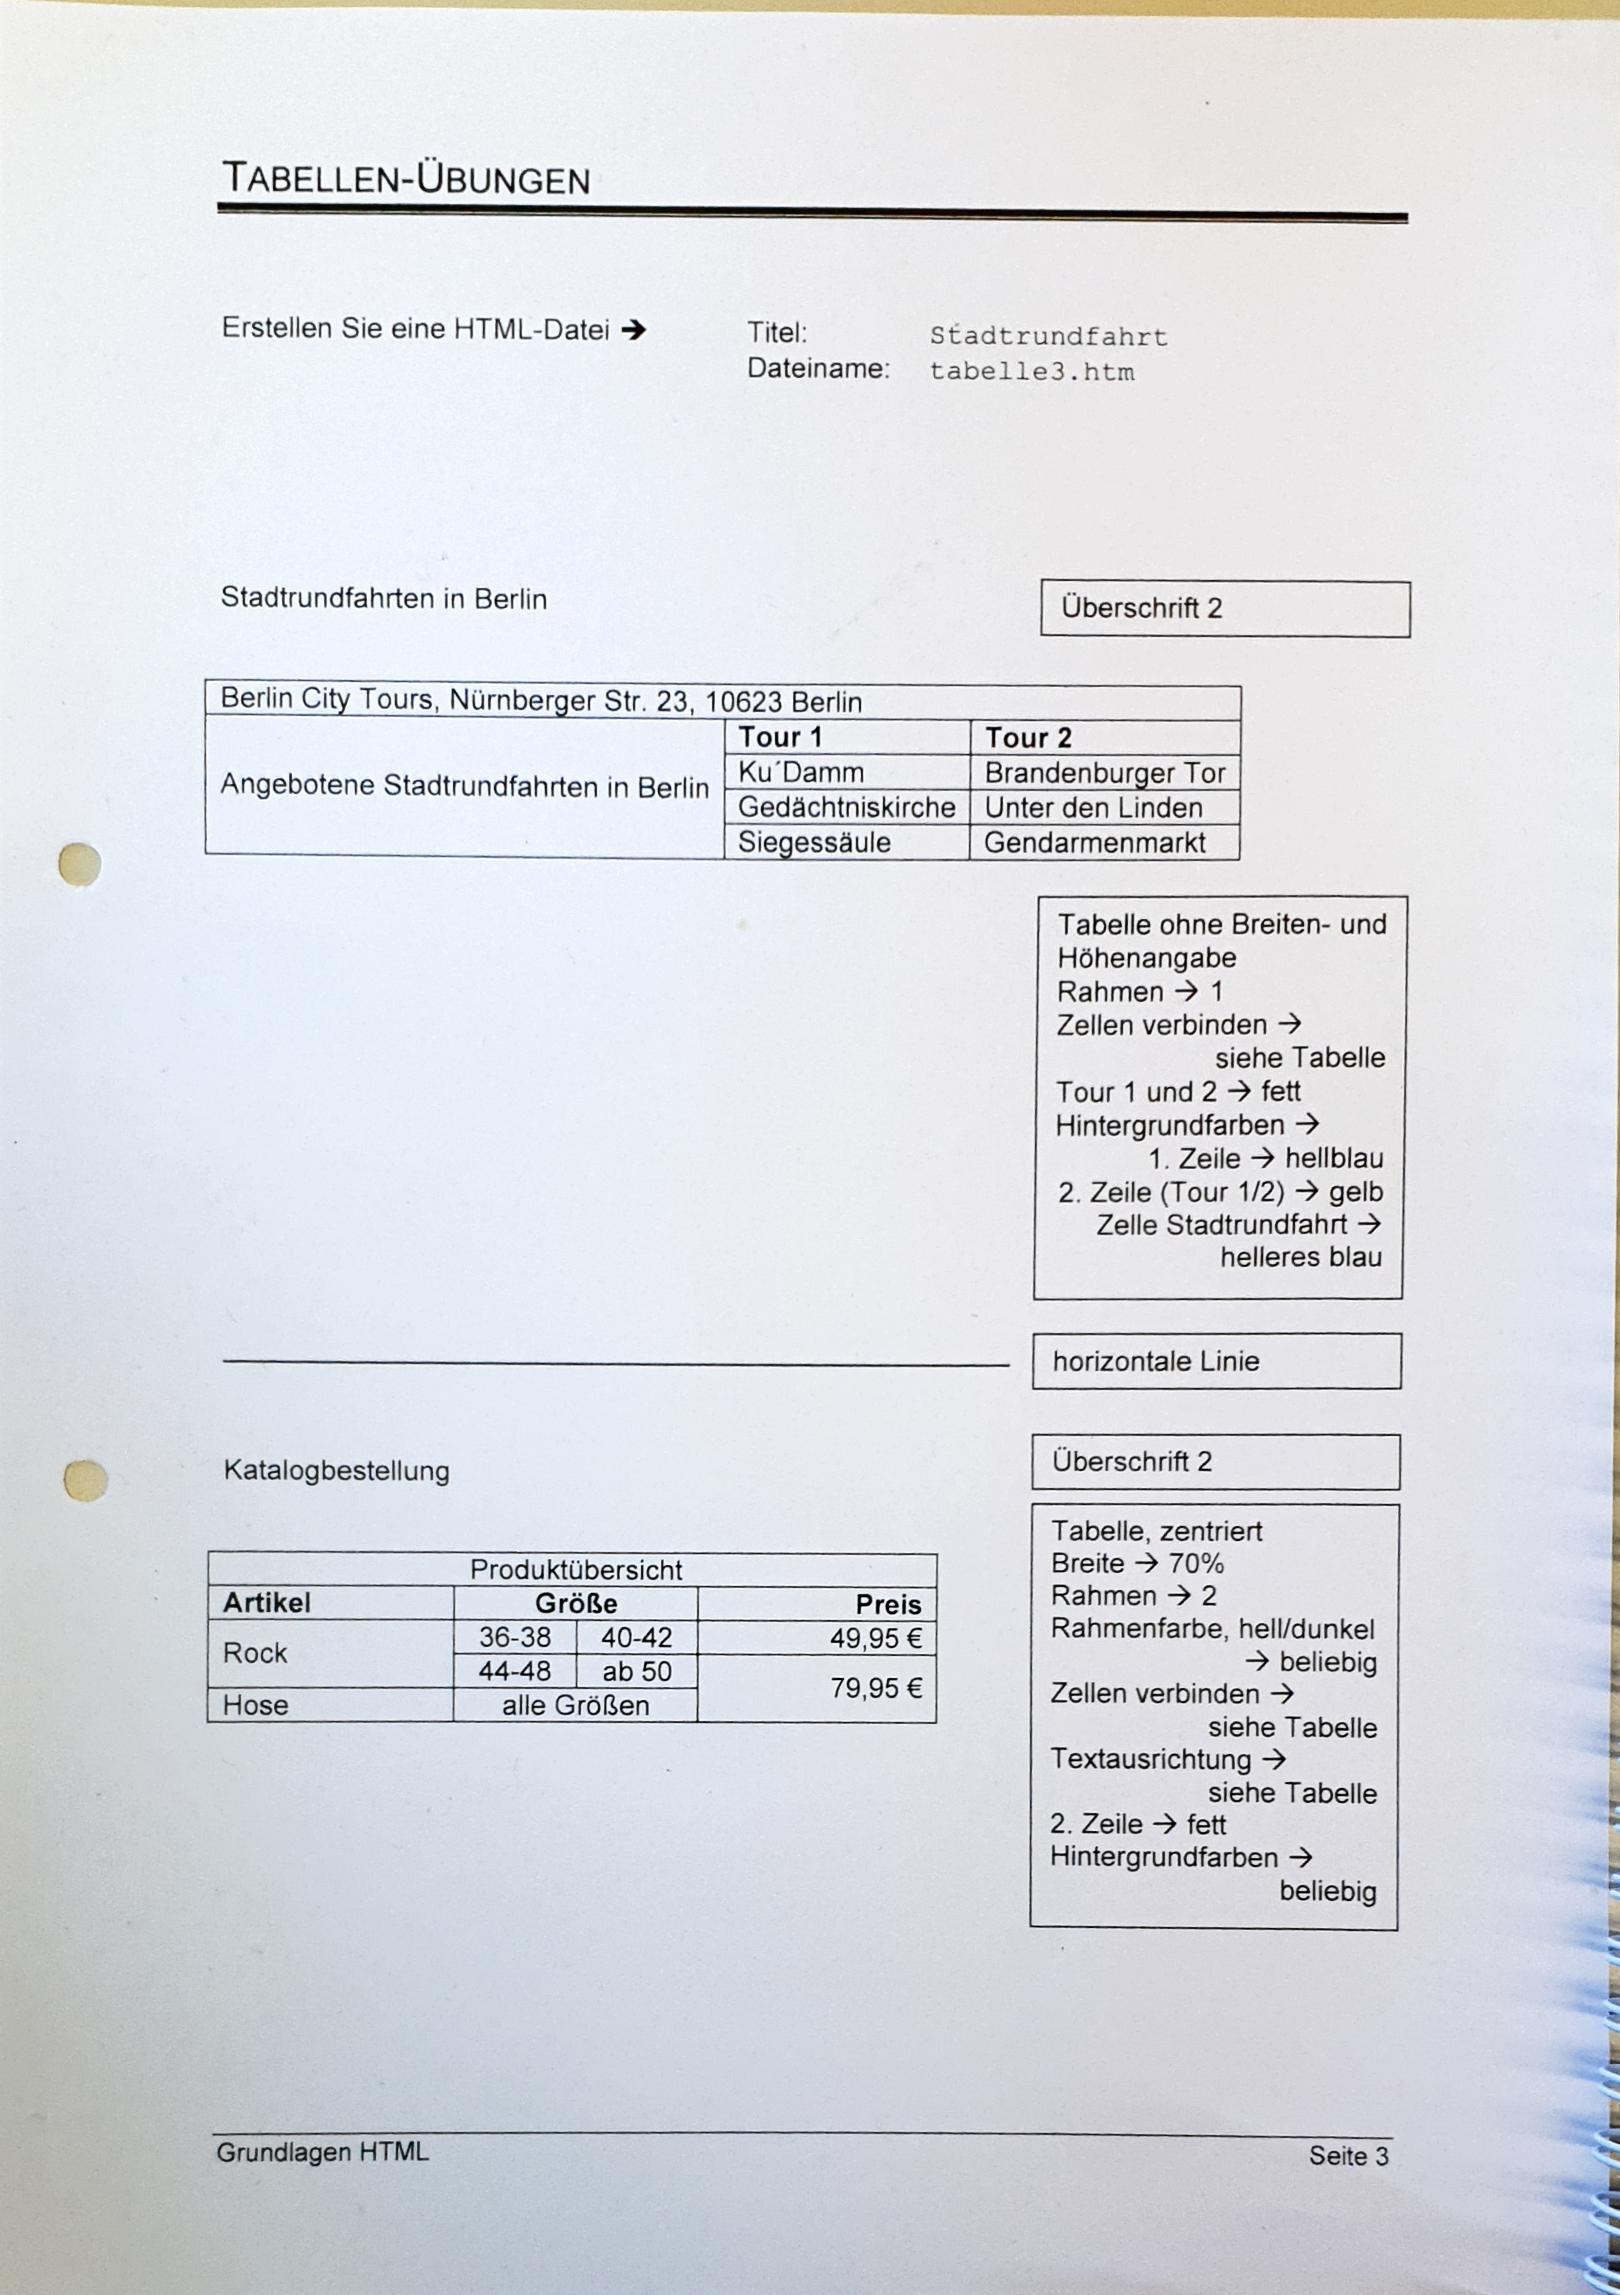 TABELLEN-ÜBUNGEN
Erstellen Sie eine HTML-Datei ➔ Titel: Stadtrundfahrt
Dateiname: tabelle3.htm
Stadtrundfahrten in Berlin Überschrift 2
Berlin City Tours, Nürnberger Str. 23, 10623 Berlin
Angebotene Stadtrundfahrten in Berlin
Tour 1 Tour 2
Ku´Damm Brandenburger Tor
Gedächtniskirche Unter den Linden
Siegessäule Gendarmenmarkt
Tabelle ohne Breiten- und
Höhenangabe
Rahmen → 1
Zellen verbinden →
siehe Tabelle
Tour 1 und 2 → fett
Hintergrundfarben →
1. Zeile → hellblau
2. Zeile (Tour 1/2) → gelb
Zelle Stadtrundfahrt →
helleres blau
horizontale Linie
Katalogbestellung Überschrift 2
Produktübersicht
Artikel Größe Preis
Rock 36-38 40-42 49,95 €
44-48 ab 50 79,95 €
Hose alle Größen
Tabelle, zentriert
Breite → 70%
Rahmen → 2
Rahmenfarbe, hell/dunkel
→ beliebig
Zellen verbinden →
siehe Tabelle
Textausrichtung →
siehe Tabelle
2. Zeile → fett
Hintergrundfarben →
beliebig
Grundlagen HTML Seite 3